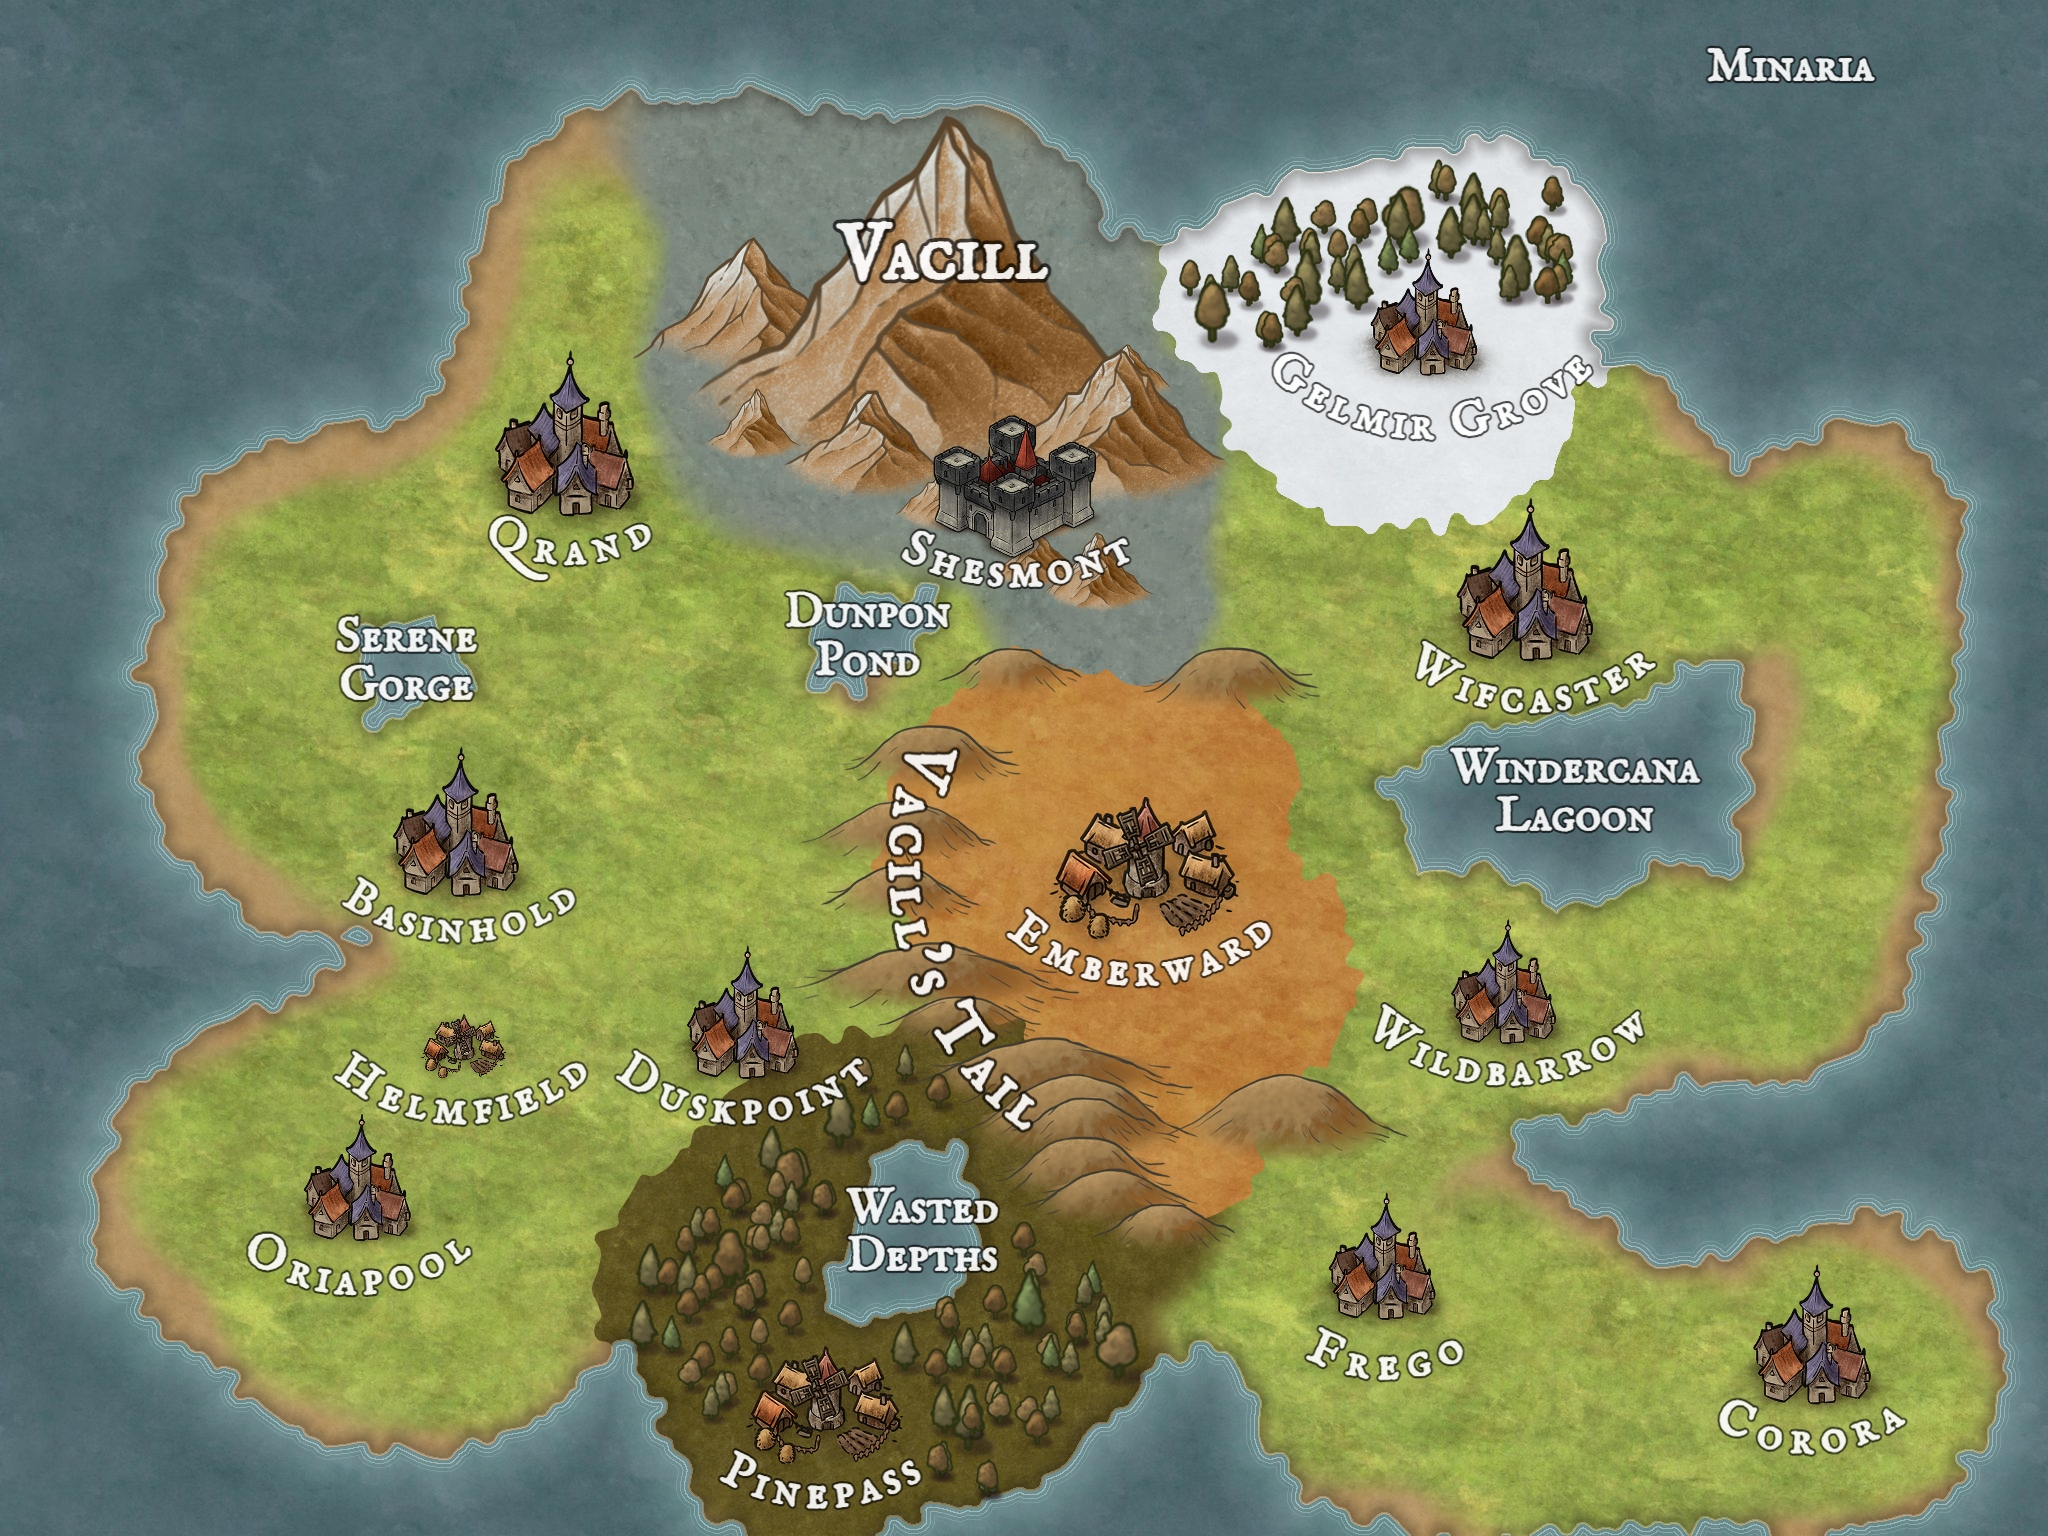 Minaria
Vacill
Gelmir Grove
Qrand
Shesmont
Dunpon
Pond
Serene
Gorge
Wifcaster
Windercana
Lagoon
Vacill's Tail
Basinhold
Emberward
Helmfield
Duskpoint
Wildbarrow
Oriapool
Wasted
Depths
Frego
Corora
Pinepass